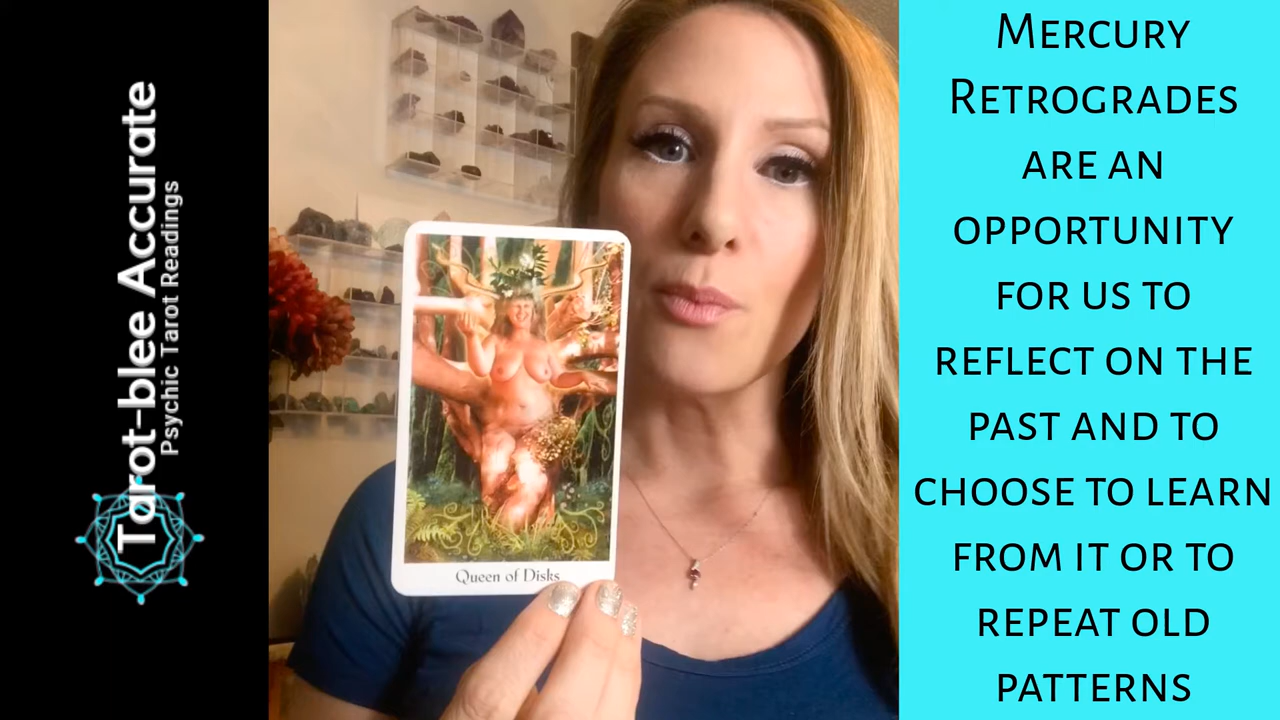 Tarot-blee Accurate
Psychic Tarot Readings
Queen of Disks
Mercury
Retrogrades
are an
opportunity
for us to
reflect on the
past and to
choose to learn
from it or to
repeat old
patterns